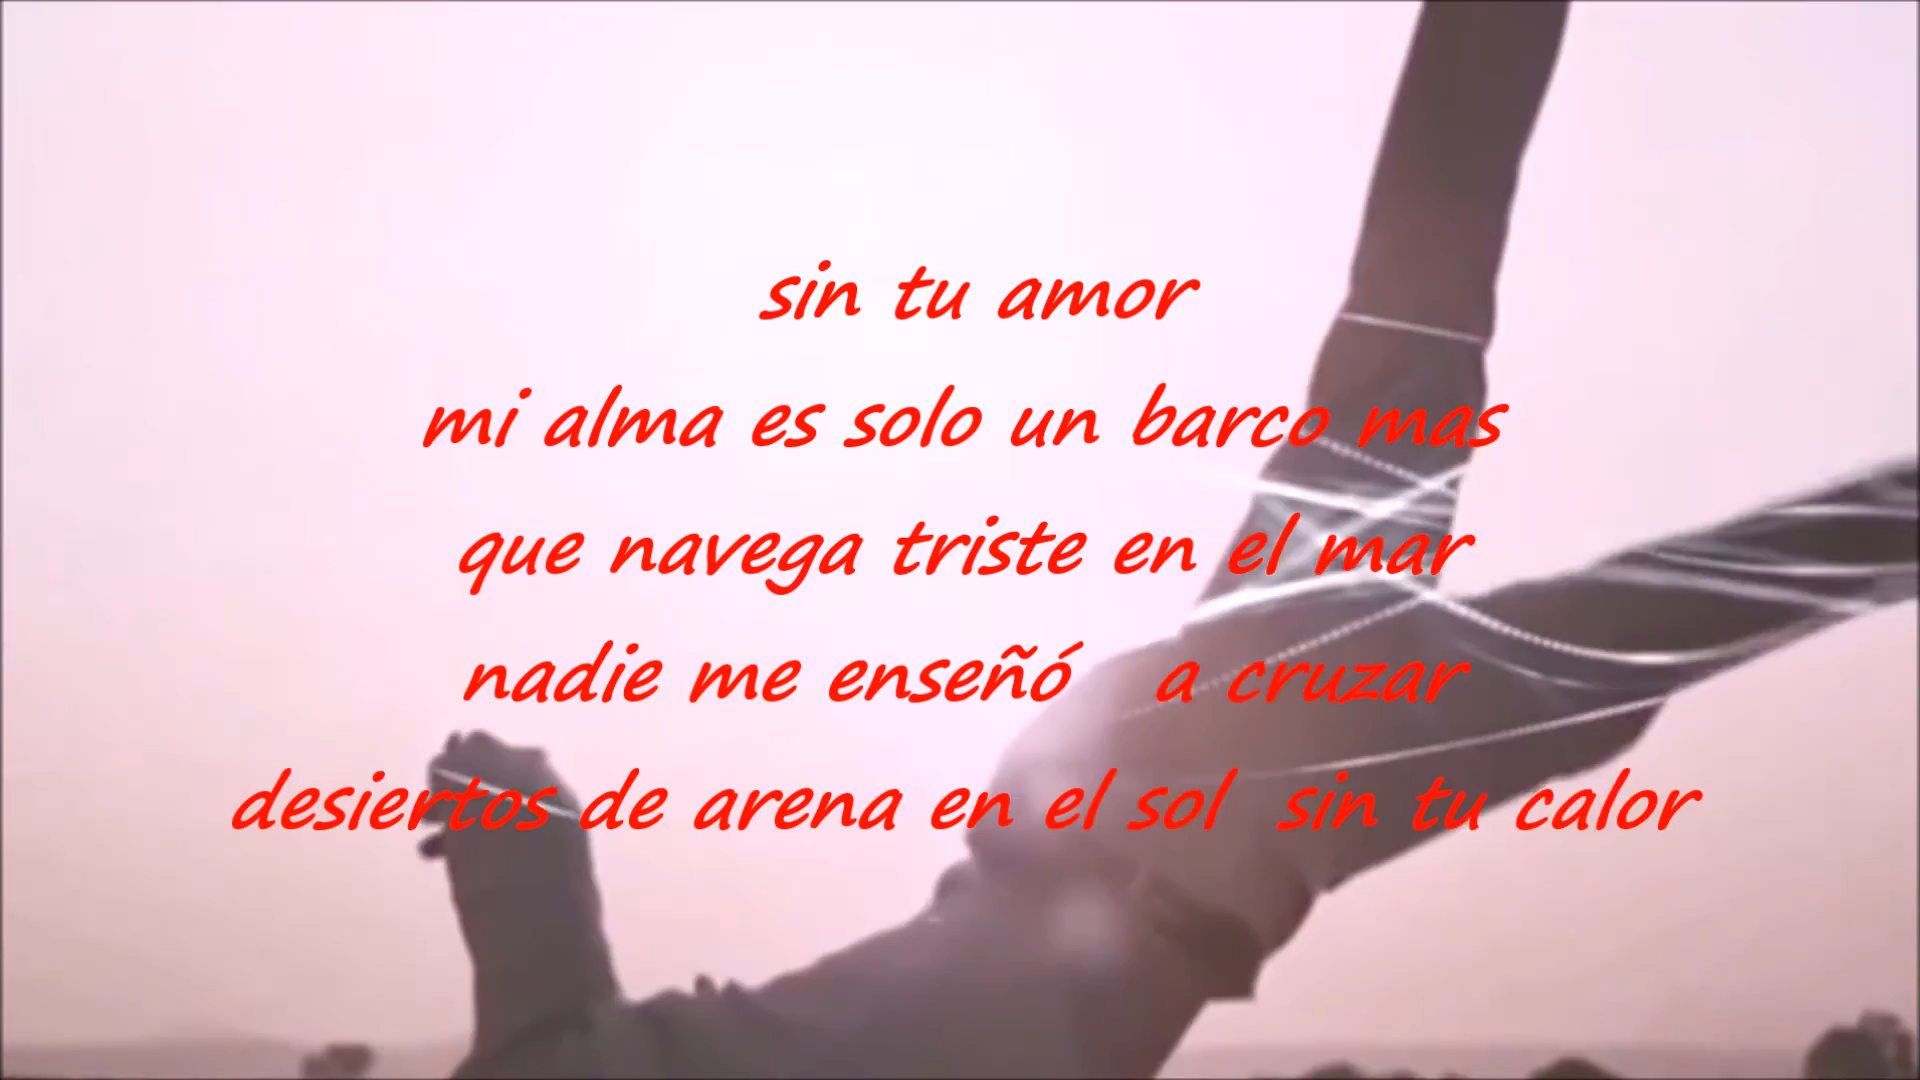 sin tu amor
mi alma es solo un barco mas
que navega triste en el mar
nadie me enseñó a cruzar
desiertos de arena en el sol sin tu calor